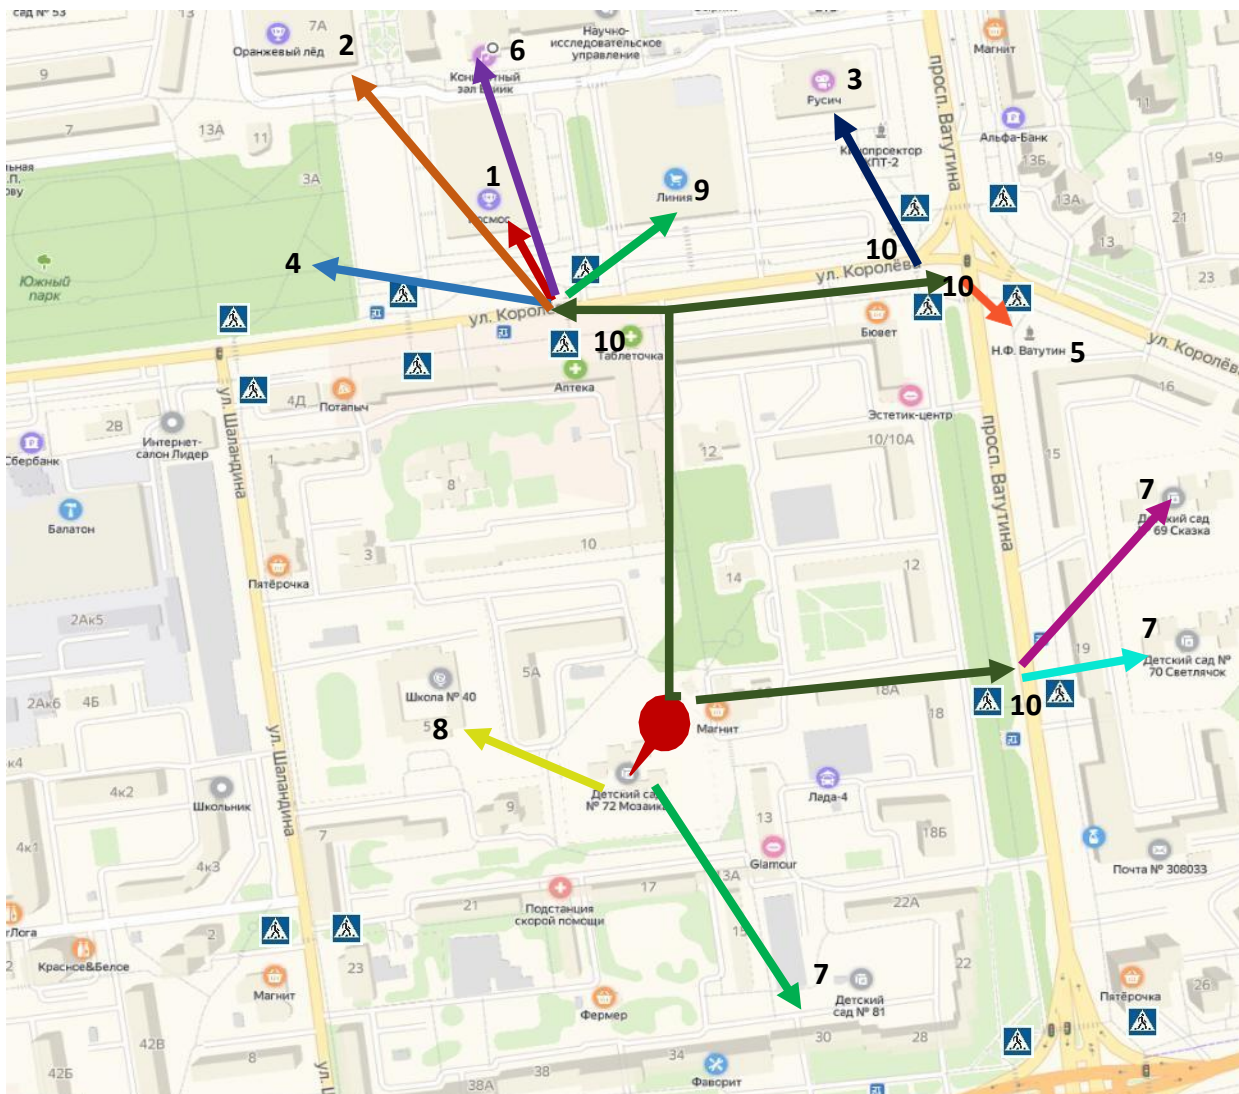 сад № 53
13
7А
Оранжевый лёд
2
6
Научно-
исследовательское
управление
Магнит
просп. Ватутина
9
7
13А
11
3А
Русич
3
Альфа-Банк
13Б
11
19
13А
21
13
23
1
Линия
9
4
Южный
парк
10
ул. Королёва
10
Бювет
Н.Ф. Ватутин
5
ул. Королёва
10
Таблеточка
Аптека
Потапыч
4Д
2В
Интернет-
салон Лидер
Сбербанк
ул. Шаландина
Эстетик-центр
10/10А
16
12
15
просп. Ватутина
Балатон
1
8
7
69 Сказка
3
10
Пятёрочка
14
12
2Ак5
7
Детский сад №
70 Светлячок
19
5А
Школа № 40
2Ак6
4Б
18А
18
10
Магнит
8
ул. Шаландина
4к2
Школьник
9
Детский сад
№ 72 Мозаика
Лада-4
13
18Б
7
4к1
4к3
Glamour
Почта № 308033
13А
17
21
Подстанция
скорой помощи
22А
2
23
Красное&Белое
Магнит
7
22
Детский
сад № 81
Фермер
Пятёрочка
26
30
28
42В
8
34
38
38А
Фаворит
42Б